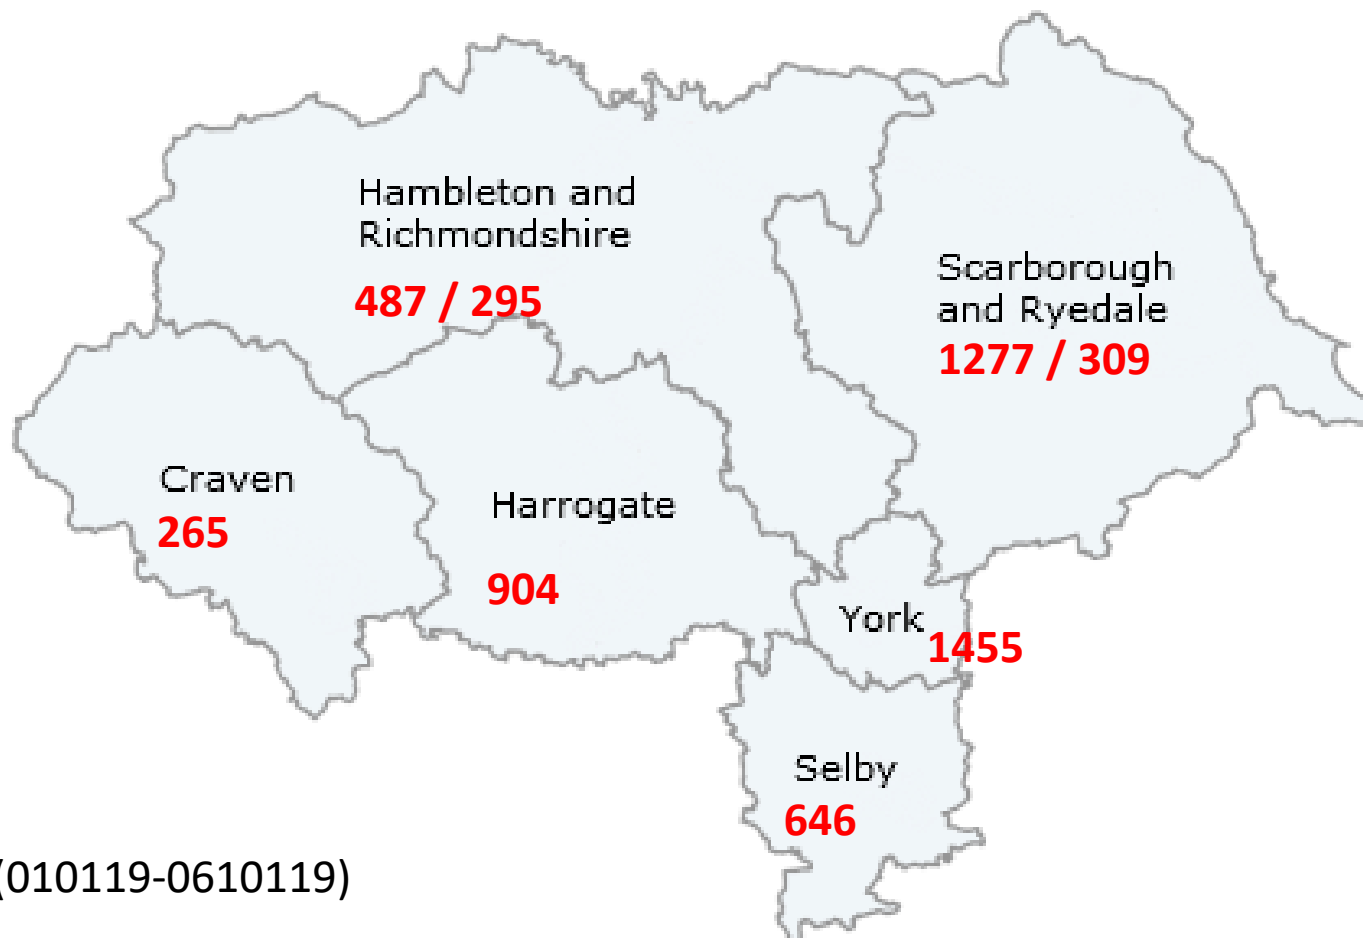 Hambleton and
Richmondshire
487 / 295
Scarborough
and Ryedale
1277 / 309
Craven
265
Harrogate
904
York
1455
Selby
646
(010119-0610119)